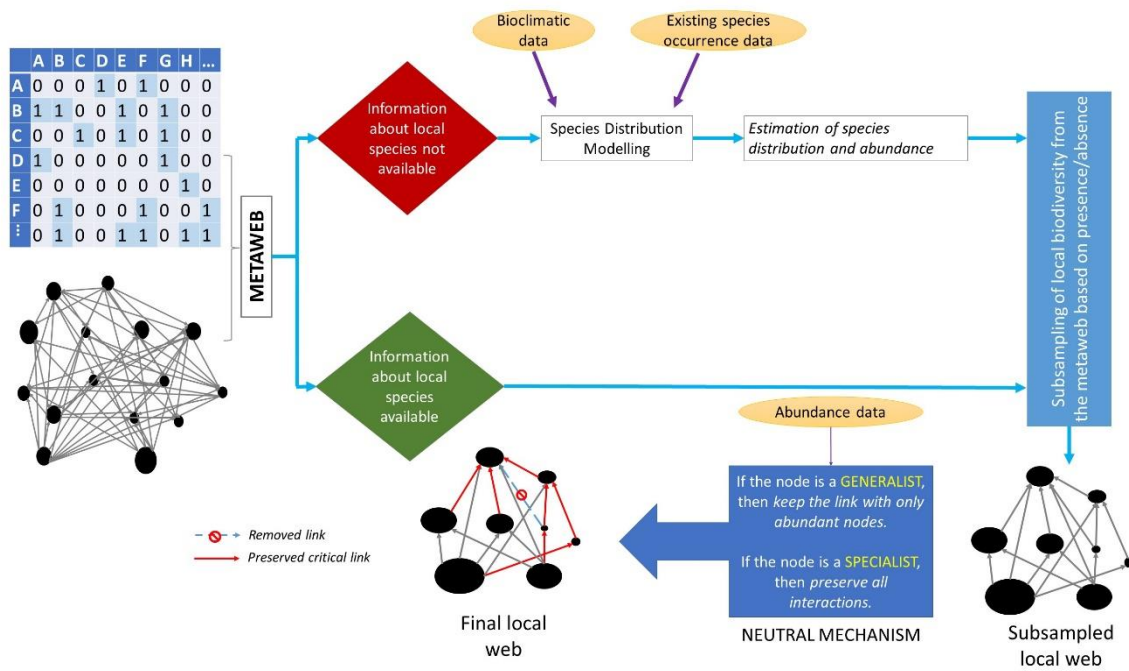 A B C D E F G H ...
A 0 0 0 1 0 1 0 0 0
B 1 1 0 0 1 0 1 0 0
C 0 0 1 0 1 0 1 0 0
D 1 0 0 0 0 0 1 0 0
E 0 0 0 0 0 0 0 1 0
F 0 1 0 0 0 1 0 0 1
⋮ 0 1 0 0 1 1 0 1 1
METAWEB
Information
about local
species not
available
Bioclimatic
data
Existing species
occurrence data
Species Distribution
Modelling
Estimation of species
distribution and abundance
Subsampling of local biodiversity from
the metaweb based on presence/absence
Information
about local
species
available
Abundance data
If the node is a GENERALIST,
then keep the link with only
abundant nodes.
If the node is a SPECIALIST,
then preserve all
interactions.
NEUTRAL MECHANISM
Removed link
Preserved critical link
Final local
web
Subsampled
local web